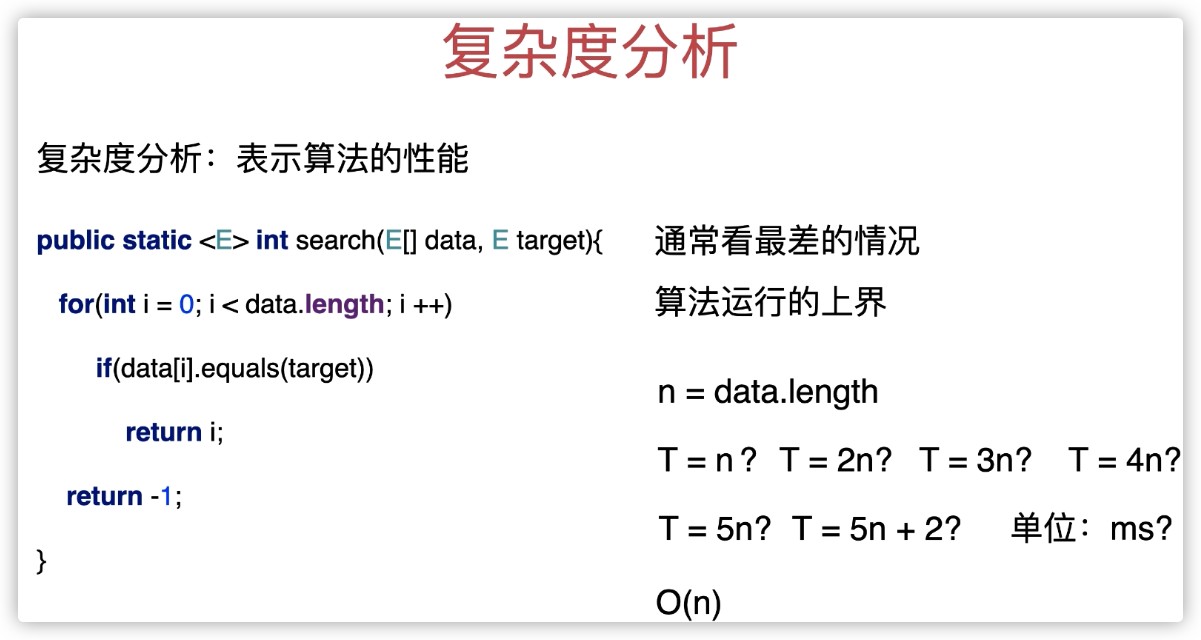 复杂度分析
复杂度分析：表示算法的性能
public static <E> int search(E[] data, E target){
for(int i = 0; i < data.length; i ++)
if(data[i].equals(target))
return i;
return -1;
}
通常看最差的情况
算法运行的上界
n = data.length
T = n？ T = 2n? T = 3n? T = 4n?
T = 5n? T = 5n + 2? 单位：ms?
O(n)